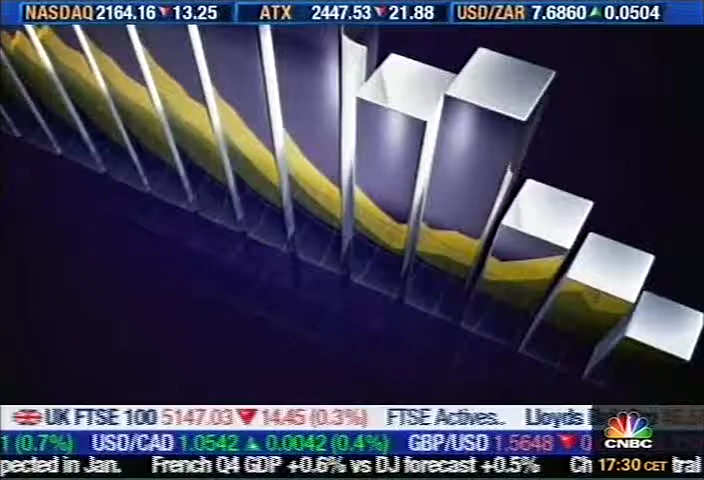 NASDAQ 2164.16 ▼ 13.25 ATX 2447.53 ▼ 21.88 USD/ZAR 7.6860 ▲ 0.0504
UK FTSE 100 5147.03 ▼ 14.45 (0.3%) FTSE Actives.. Lloyds
1 (0.7%) USD/CAD 1.0542 ▲ 0.0042 (0.4%) GBP/USD 1.5648 ▼ 0
CNBC
pected in Jan. French Q4 GDP +0.6% vs DJ forecast +0.5% Ch 17:30 CET tral